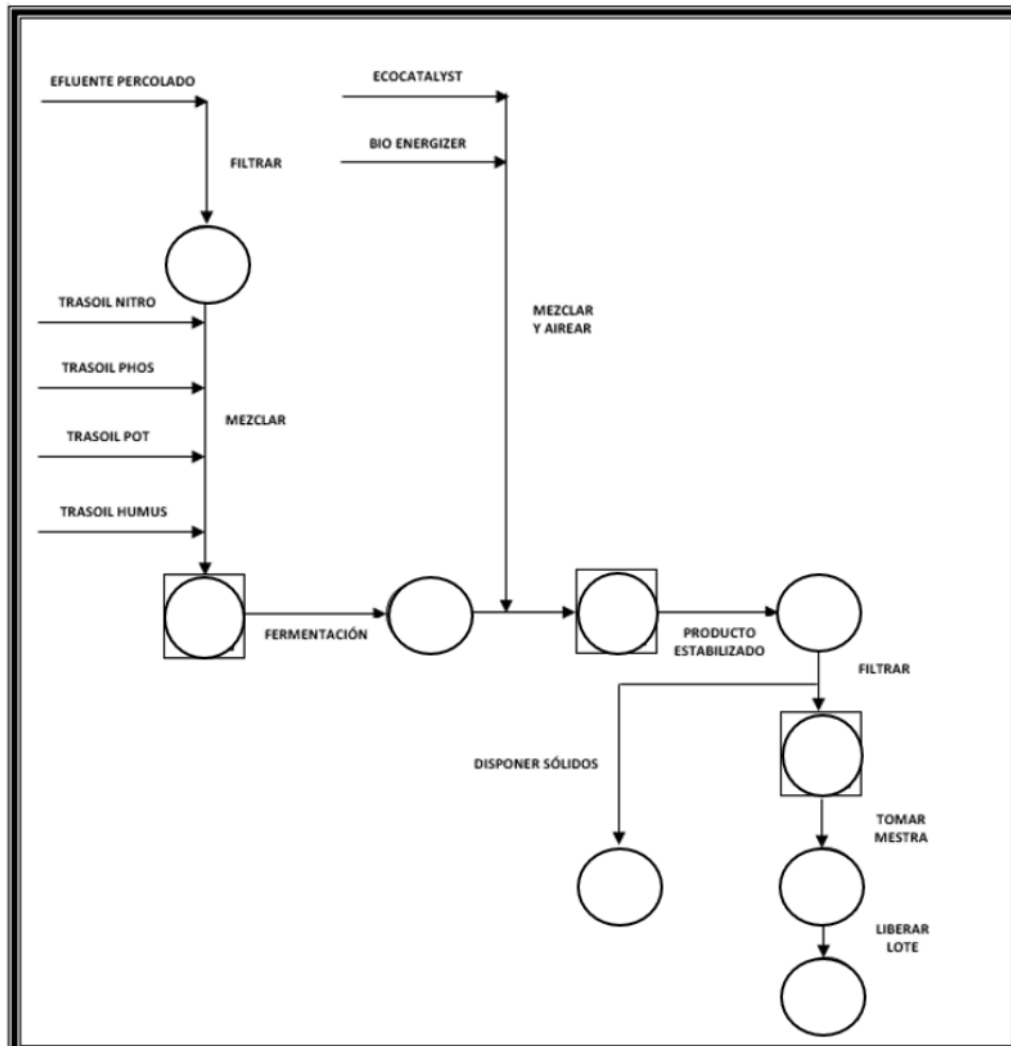 EFLUENTE PERCOLADO
ECOCATALYST
BIO ENERGIZER
FILTRAR
TRASOIL NITRO
MEZCLAR
Y AIREAR
TRASOIL PHOS
MEZCLAR
TRASOIL POT
TRASOIL HUMUS
FERMENTACIÓN
PRODUCTO
ESTABILIZADO
FILTRAR
DISPONER SÓLIDOS
TOMAR
MESTRA
LIBERAR
LOTE